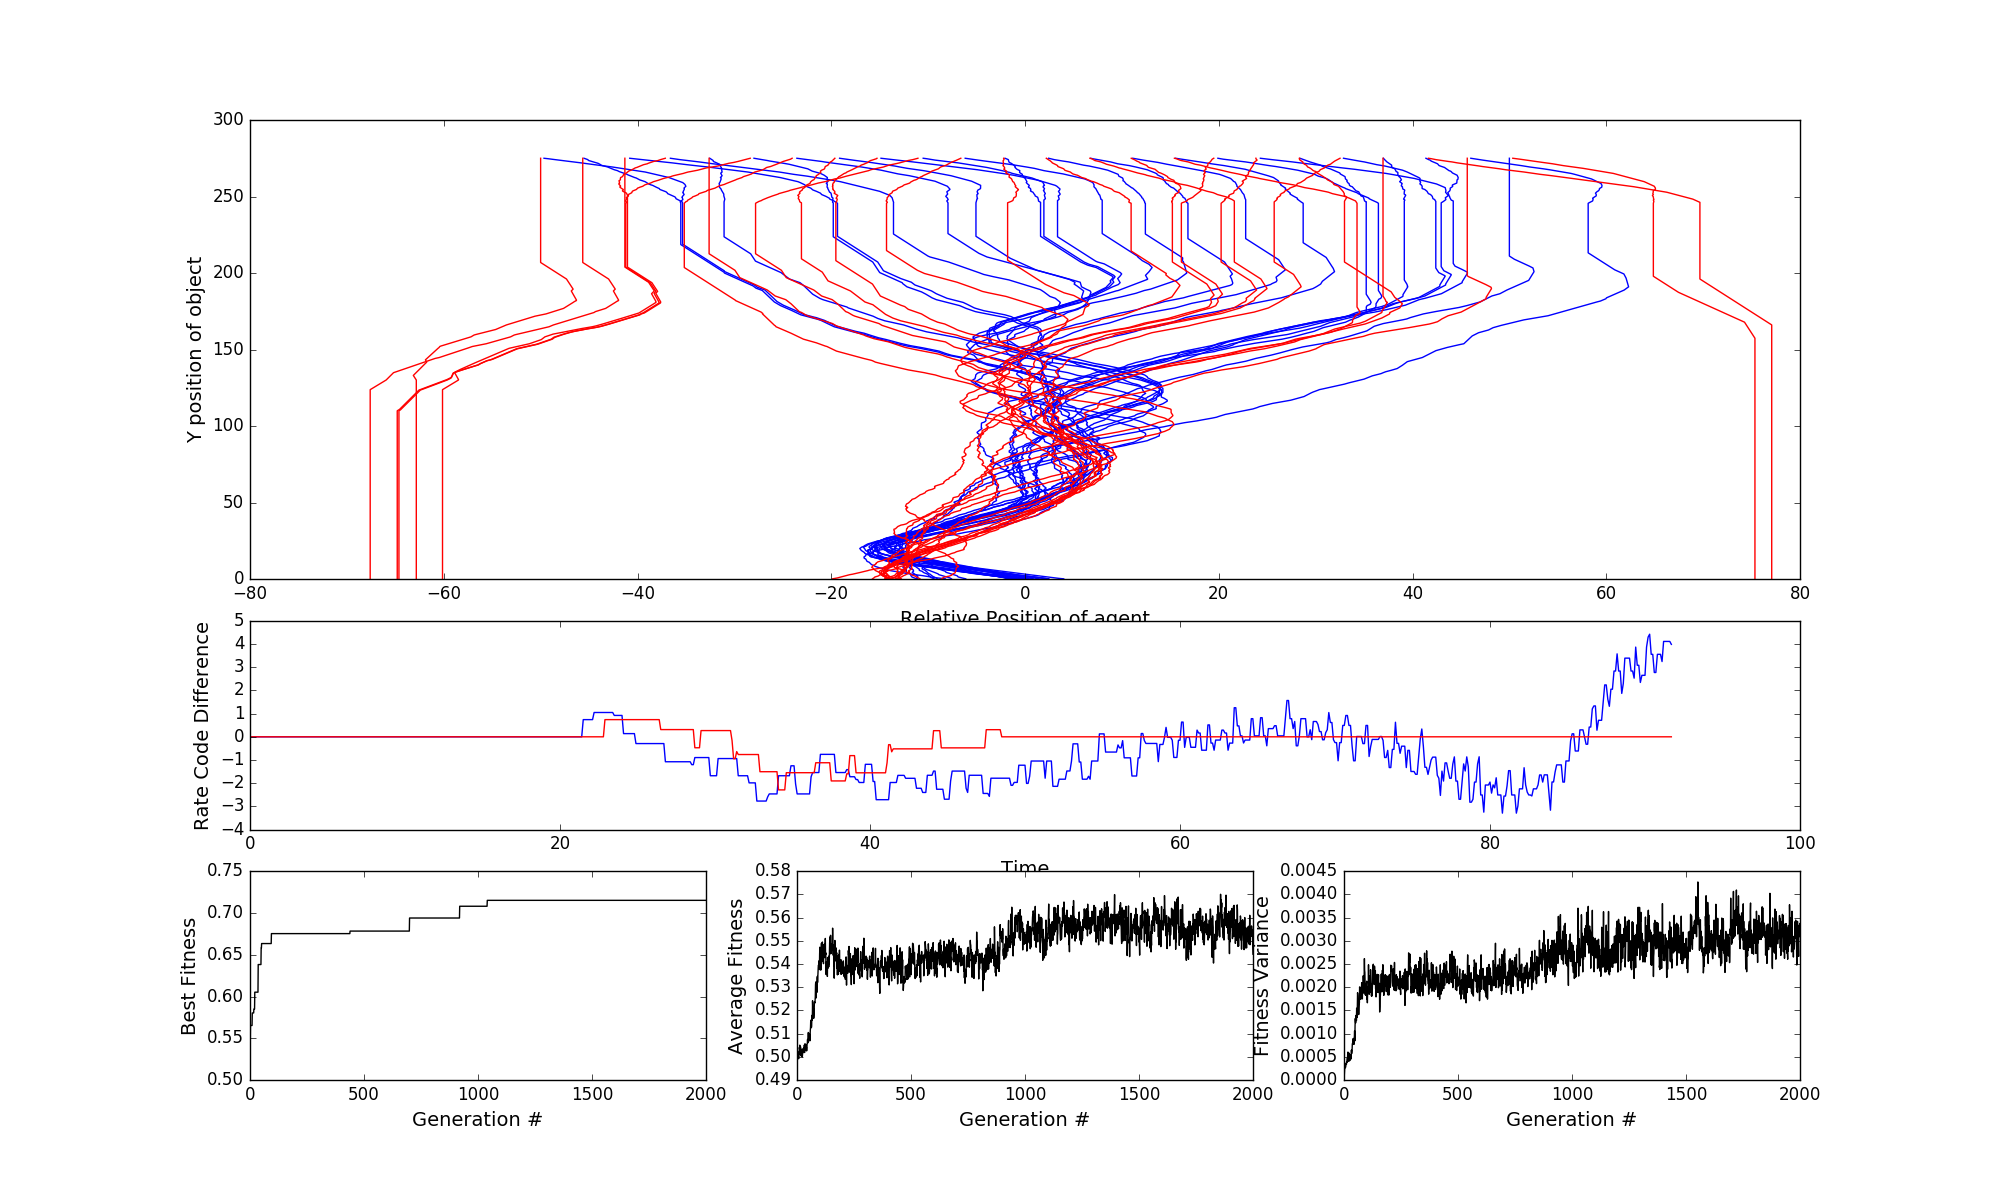 300
250
200
150
100
50
0
Y position of object
−80 −60 −40 −20 0 20 40 60 80
Relative Position of agent
5
4
3
2
1
0
−1
−2
−3
−4
Rate Code Difference
0 20 40 60 80 100
Time
0.75
0.70
0.65
0.60
0.55
0.50
Best Fitness
0 500 1000 1500 2000
Generation #
0.58
0.57
0.56
0.55
0.54
0.53
0.52
0.51
0.50
0.49
Average Fitness
0 500 1000 1500 2000
Generation #
0.0045
0.0040
0.0035
0.0030
0.0025
0.0020
0.0015
0.0010
0.0005
0.0000
Fitness Variance
0 500 1000 1500 2000
Generation #